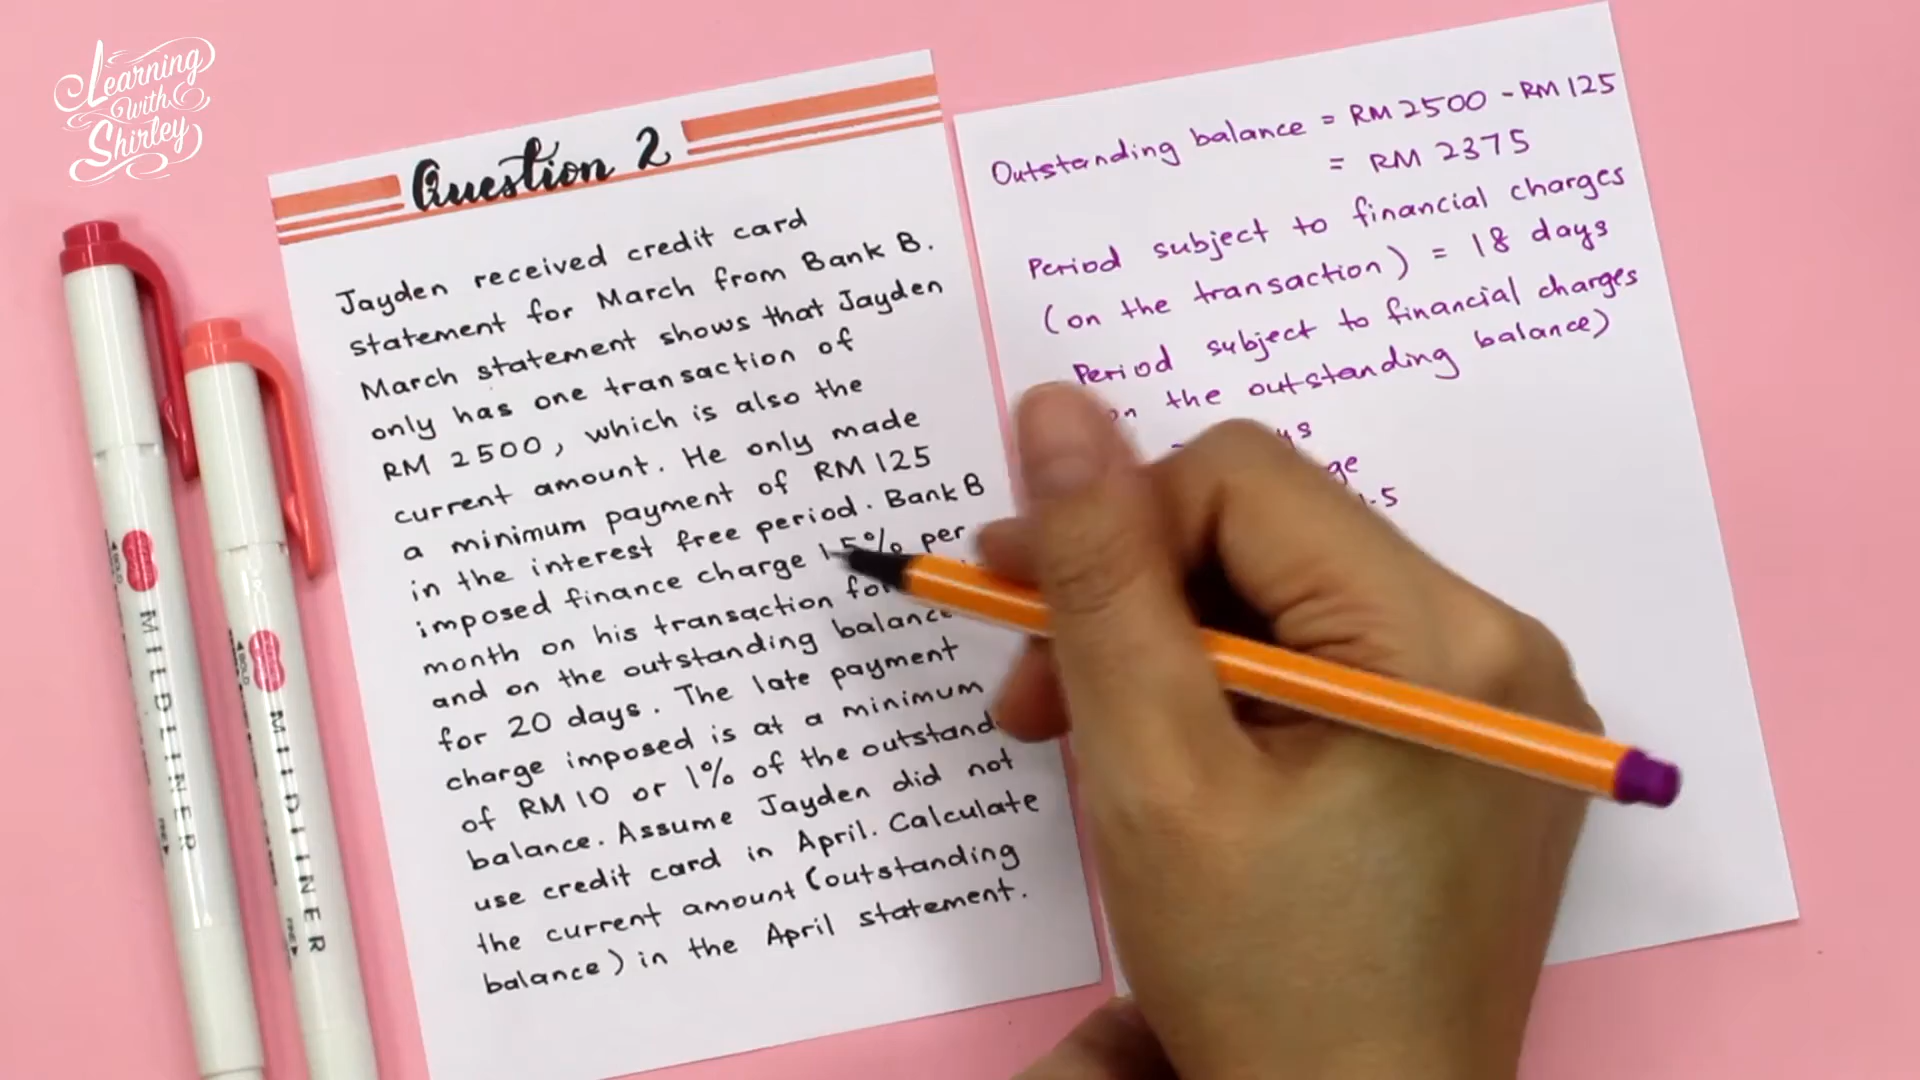 Learning
with
Shirley
Question 2
Jayden received credit card
statement for March from Bank B.
March statement shows that Jayden
only has one transaction of
RM 2500, which is also the
current amount. He only made
a minimum payment of RM 125
in the interest free period. Bank B
imposed finance charge 1.5% per
month on his transaction
and on the outstanding balance
for 20 days. The late payment
charge imposed is at a minimum
of RM 10 or 1% of the outstand
balance. Assume Jayden did not
use credit card in April. Calculate
the current amount (outstanding
balance) in the April statement.
Outstanding balance = RM 2500 - RM 125
= RM 2375
Period subject to financial charges
(on the transaction) = 18 days
Period subject to financial charges
on the outstanding balance)
MILDLINER
MILDLINER